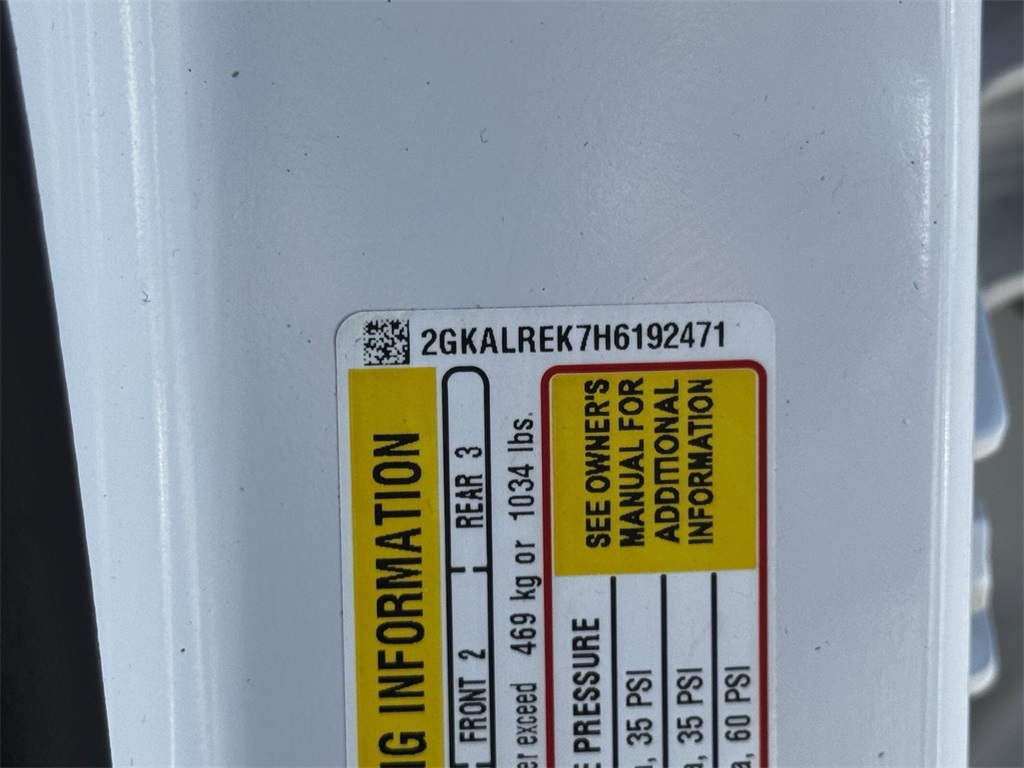 2GKALREK7H6192471
NG INFORMATION
FRONT 2 REAR 3
er exceed 469 kg or 1034 lbs.
E PRESSURE
SEE OWNER'S
MANUAL FOR
ADDITIONAL
INFORMATION
a, 35 PSI
a, 35 PSI
a, 60 PSI